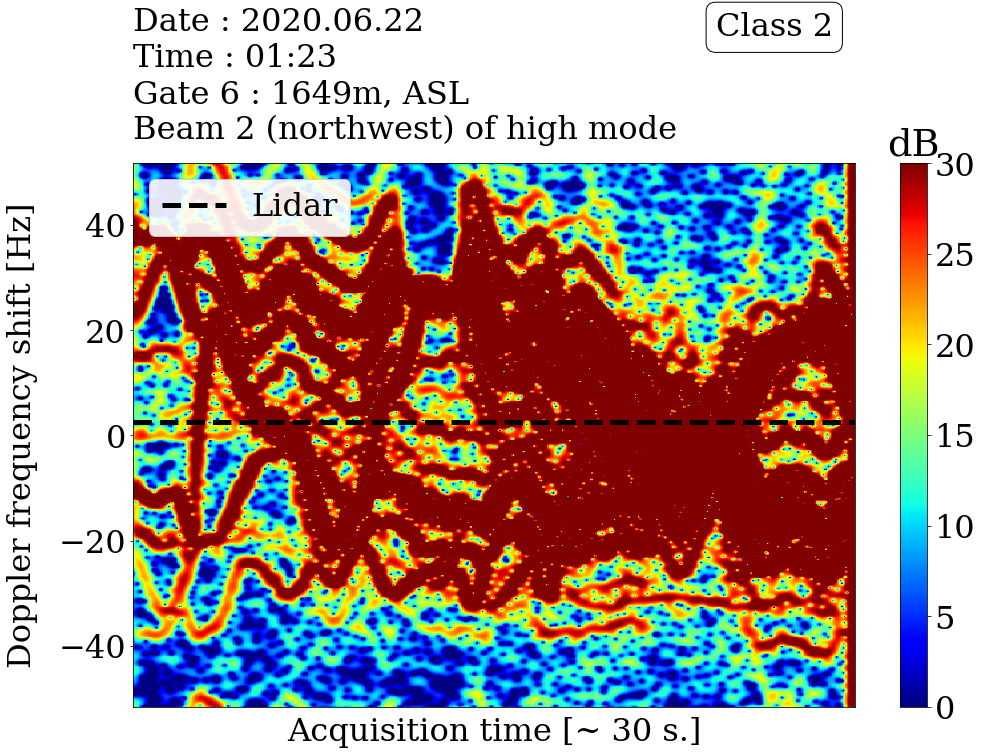 Date : 2020.06.22
Time : 01:23
Gate 6 : 1649m, ASL
Beam 2 (northwest) of high mode
Class 2
dB
Lidar
Doppler frequency shift [Hz]
40
20
0
−20
−40
30
25
20
15
10
5
0
Acquisition time [~ 30 s.]